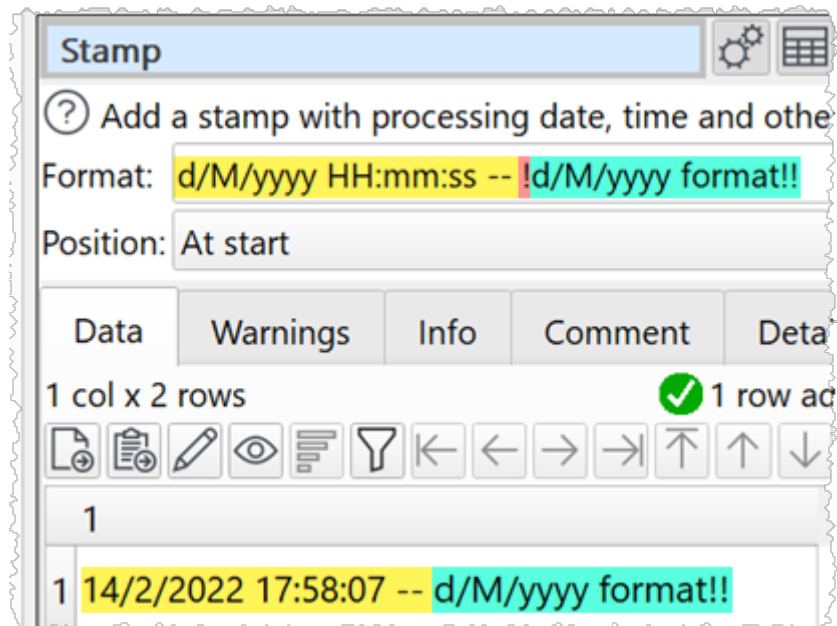 Stamp
Add a stamp with processing date, time and othe
Format: d/M/yyyy HH:mm:ss -- !d/M/yyyy format!!
Position: At start
Data Warnings Info Comment Deta
1 col x 2 rows 1 row ad
1
1 14/2/2022 17:58:07 -- d/M/yyyy format!!